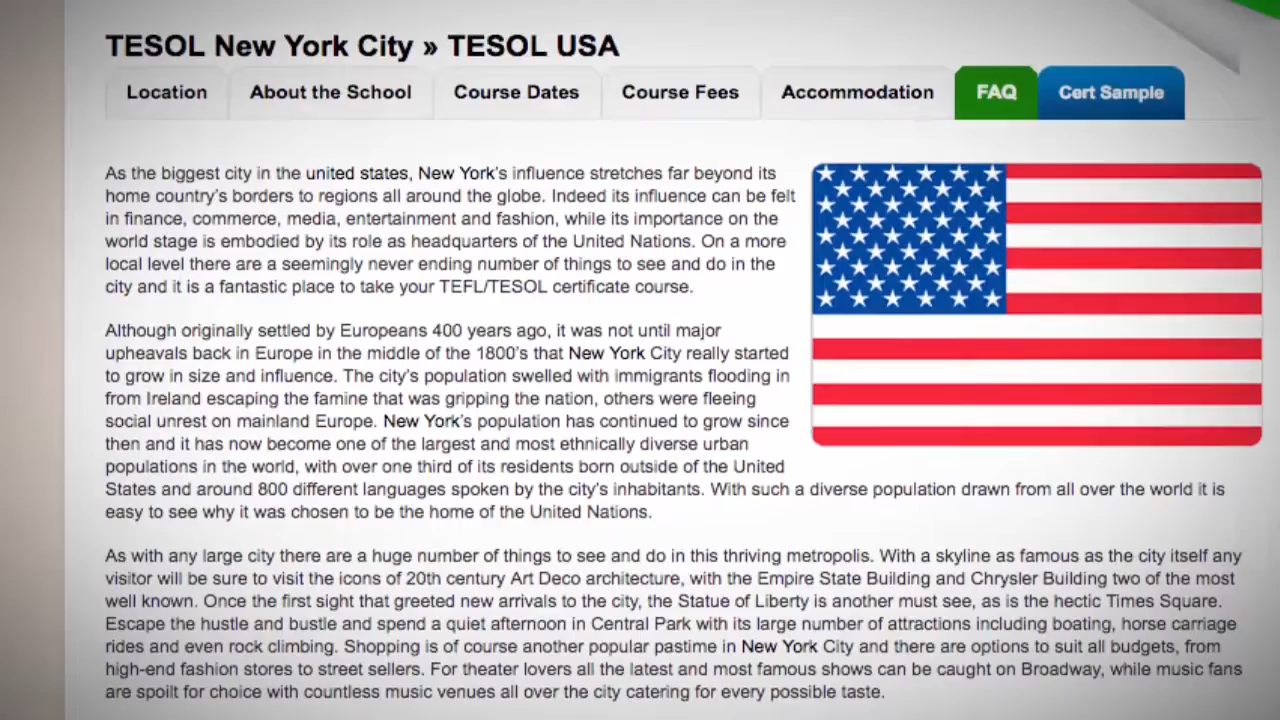 TESOL New York City » TESOL USA
Location About the School Course Dates Course Fees Accommodation FAQ Cert Sample
As the biggest city in the united states, New York's influence stretches far beyond its
home country's borders to regions all around the globe. Indeed its influence can be felt
in finance, commerce, media, entertainment and fashion, while its importance on the
world stage is embodied by its role as headquarters of the United Nations. On a more
local level there are a seemingly never ending number of things to see and do in the
city and it is a fantastic place to take your TEFL/TESOL certificate course.
Although originally settled by Europeans 400 years ago, it was not until major
upheavals back in Europe in the middle of the 1800's that New York City really started
to grow in size and influence. The city's population swelled with immigrants flooding in
from Ireland escaping the famine that was gripping the nation, others were fleeing
social unrest on mainland Europe. New York's population has continued to grow since
then and it has now become one of the largest and most ethnically diverse urban
populations in the world, with over one third of its residents born outside of the United
States and around 800 different languages spoken by the city's inhabitants. With such a diverse population drawn from all over the world it is
easy to see why it was chosen to be the home of the United Nations.
As with any large city there are a huge number of things to see and do in this thriving metropolis. With a skyline as famous as the city itself any
visitor will be sure to visit the icons of 20th century Art Deco architecture, with the Empire State Building and Chrysler Building two of the most
well known. Once the first sight that greeted new arrivals to the city, the Statue of Liberty is another must see, as is the hectic Times Square.
Escape the hustle and bustle and spend a quiet afternoon in Central Park with its large number of attractions including boating, horse carriage
rides and even rock climbing. Shopping is of course another popular pastime in New York City and there are options to suit all budgets, from
high-end fashion stores to street sellers. For theater lovers all the latest and most famous shows can be caught on Broadway, while music fans
are spoilt for choice with countless music venues all over the city catering for every possible taste.